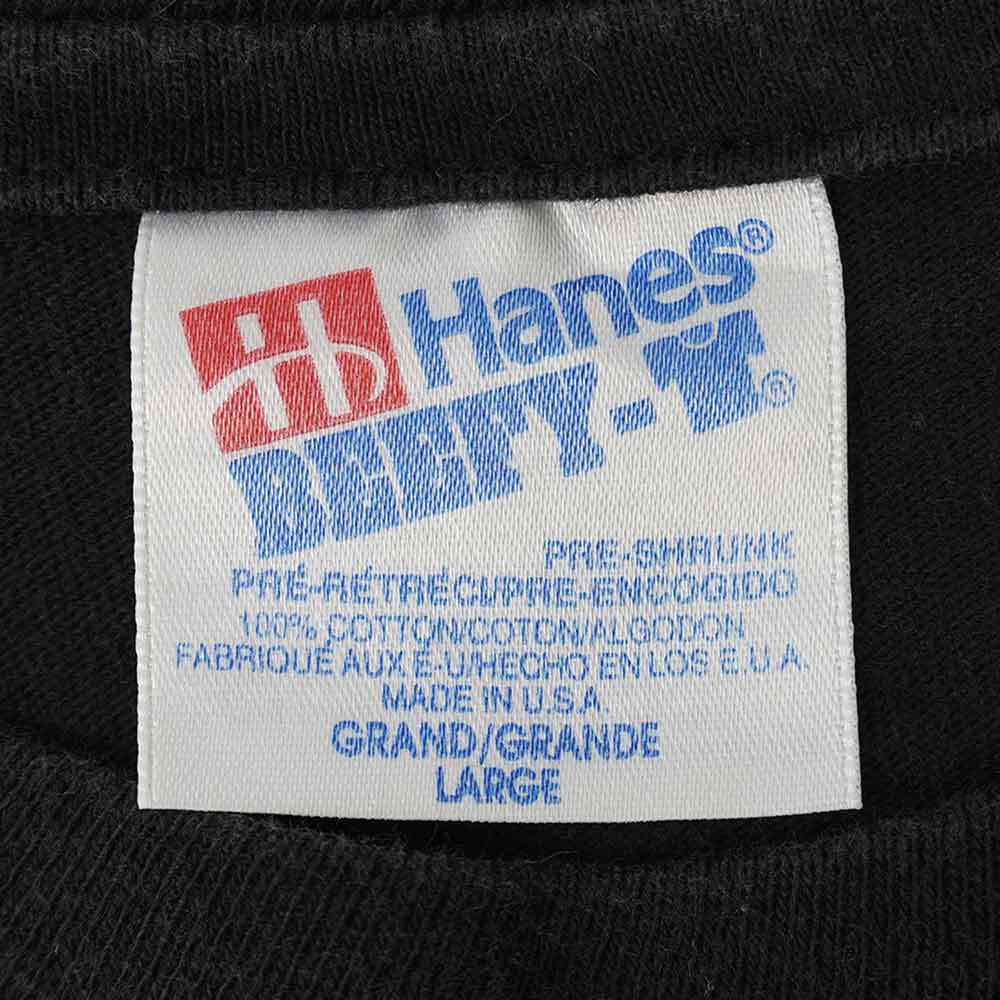 Hanes®
BEEFY-T®
PRE-SHRUNK
PRÉ-RÉTRÉCI/PRE-ENCOGIDO
100% COTTON/COTON/ALGODON
FABRIQUÉ AUX É-U/HECHO EN LOS E.U.A.
MADE IN U.S.A.
GRAND/GRANDE
LARGE